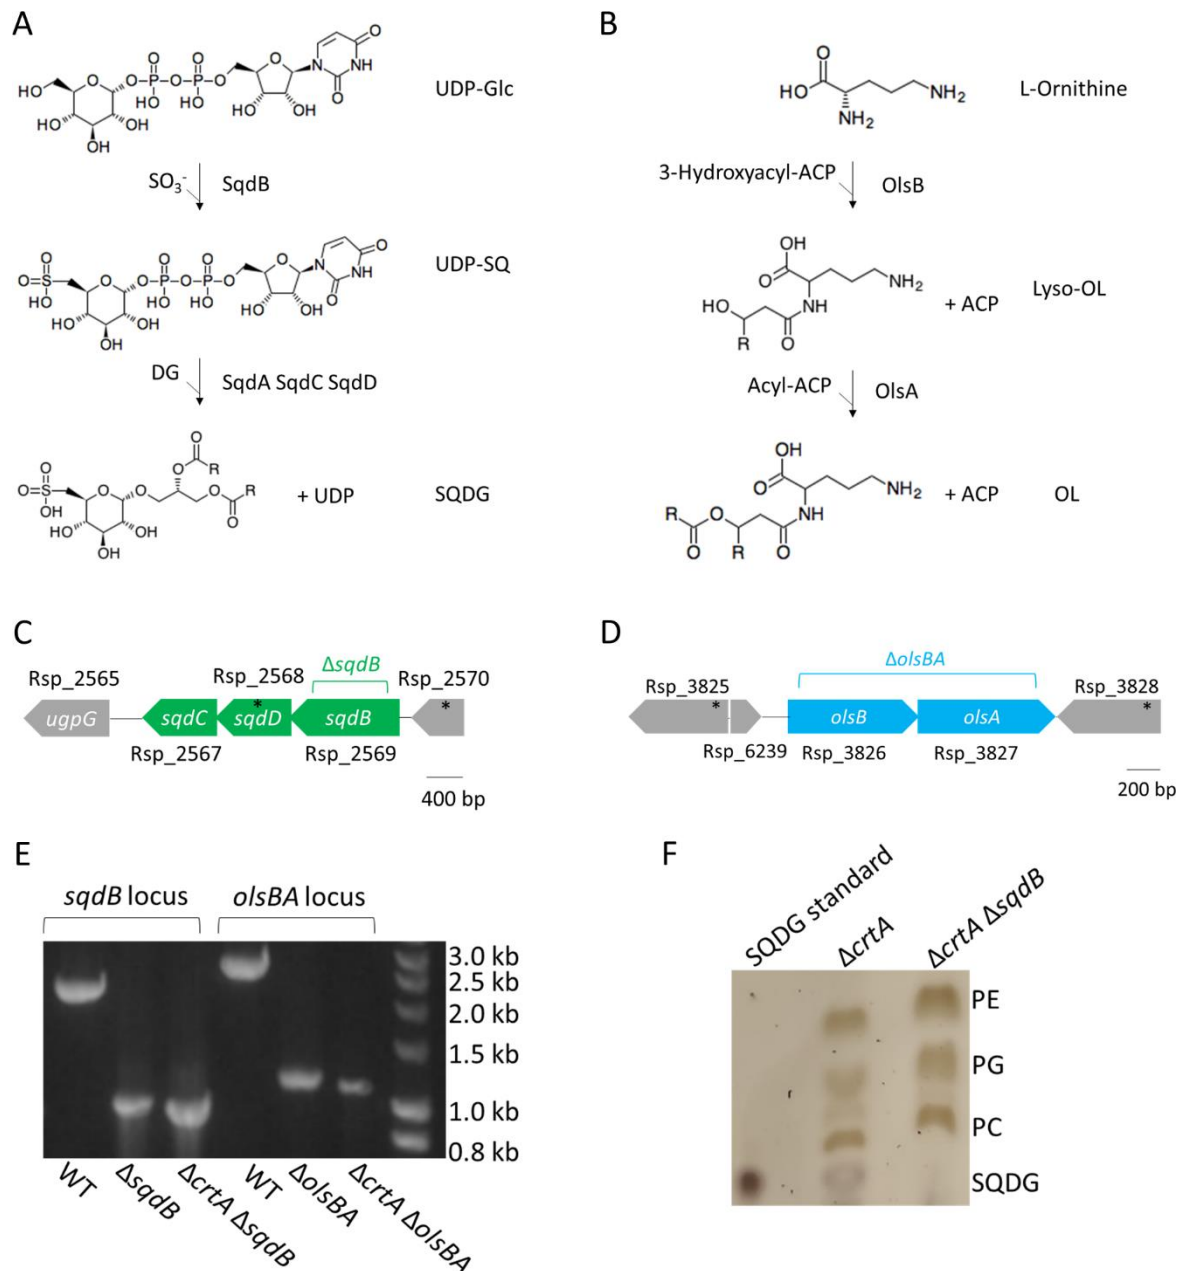 A
UDP-Glc
SO3- SqdB
UDP-SQ
DG SqdA SqdC SqdD
+ UDP SQDG
B
L-Ornithine
3-Hydroxyacyl-ACP OlsB
+ ACP Lyso-OL
Acyl-ACP OlsA
+ ACP OL
C
ΔsqdB
Rsp_2565 Rsp_2568 Rsp_2570
ugpG sqdC sqdD * sqdB *
Rsp_2567 Rsp_2569
400 bp
D
ΔolsBA
Rsp_3825 Rsp_3828
* olsB olsA *
Rsp_6239 Rsp_3826 Rsp_3827
200 bp
E
sqdB locus olsBA locus
3.0 kb
2.5 kb
2.0 kb
1.5 kb
1.0 kb
0.8 kb
WT ΔsqdB ΔcrtA ΔsqdB WT ΔolsBA ΔcrtA ΔolsBA
F
SQDG standard ΔcrtA ΔcrtA ΔsqdB
PE
PG
PC
SQDG